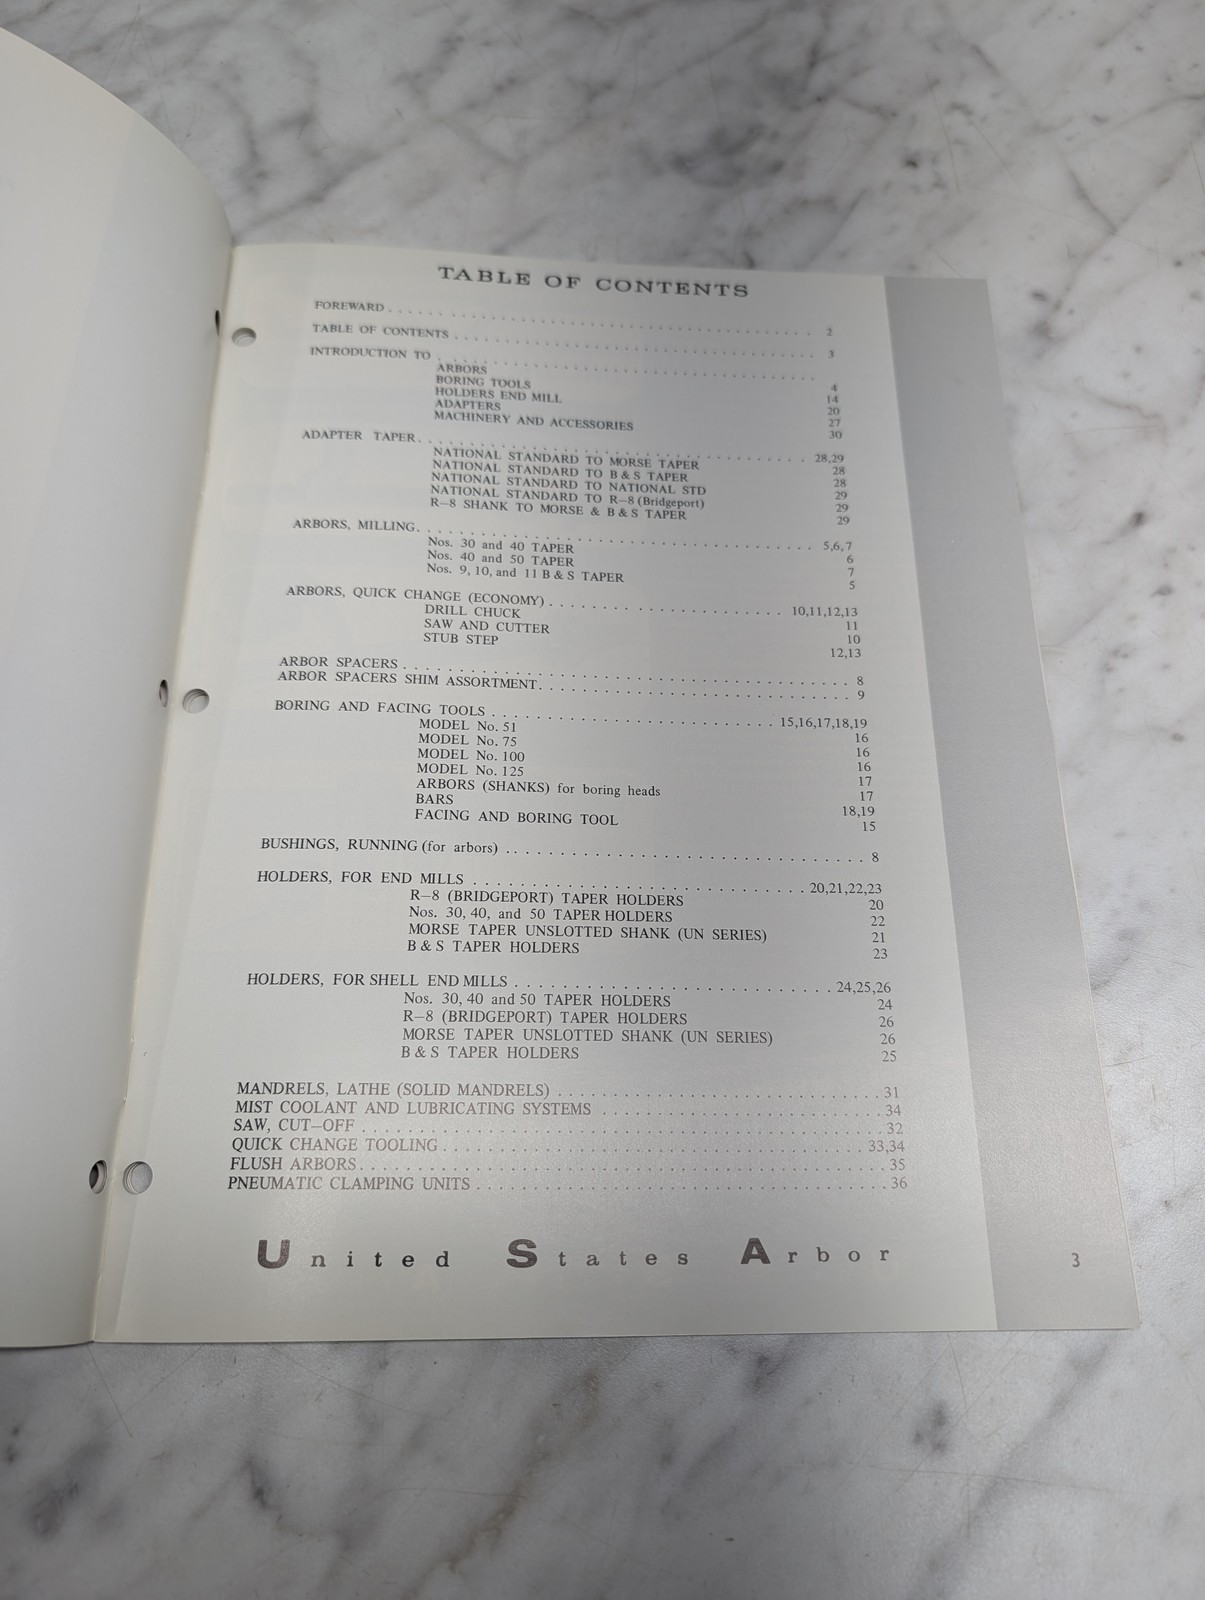 TABLE OF CONTENTS
FOREWARD . . . . . . . . . . . . . . . . . . . . . . . . . . . . . . . . . . . . . . . 2
TABLE OF CONTENTS . . . . . . . . . . . . . . . . . . . . . . . . . . . . . . . . . 3
INTRODUCTION TO . . . . . . . . . . . . . . . . . . . . . . . . . . . . . . . . . .
ARBORS 4
BORING TOOLS 14
HOLDERS END MILL 20
ADAPTERS 27
MACHINERY AND ACCESSORIES 30
ADAPTER TAPER. . . . . . . . . . . . . . . . . . . . . . . . . . . . . . . . . . 28,29
NATIONAL STANDARD TO MORSE TAPER 28
NATIONAL STANDARD TO B & S TAPER 28
NATIONAL STANDARD TO NATIONAL STD 29
NATIONAL STANDARD TO R–8 (Bridgeport) 29
R–8 SHANK TO MORSE & B & S TAPER 29
ARBORS, MILLING. . . . . . . . . . . . . . . . . . . . . . . . . . . . . . . . . 5,6,7
Nos. 30 and 40 TAPER 6
Nos. 40 and 50 TAPER 7
Nos. 9, 10, and 11 B & S TAPER 5
ARBORS, QUICK CHANGE (ECONOMY) . . . . . . . . . . . . . . . . . . . . . . 10,11,12,13
DRILL CHUCK 11
SAW AND CUTTER 10
STUB STEP 12,13
ARBOR SPACERS . . . . . . . . . . . . . . . . . . . . . . . . . . . . . . . . . . 8
ARBOR SPACERS SHIM ASSORTMENT. . . . . . . . . . . . . . . . . . . . . . . . . 9
BORING AND FACING TOOLS . . . . . . . . . . . . . . . . . . . . . . . . 15,16,17,18,19
MODEL No. 51 16
MODEL No. 75 16
MODEL No. 100 16
MODEL No. 125 17
ARBORS (SHANKS) for boring heads 17
BARS 18,19
FACING AND BORING TOOL 15
BUSHINGS, RUNNING (for arbors) . . . . . . . . . . . . . . . . . . . . . . . . . . . 8
HOLDERS, FOR END MILLS . . . . . . . . . . . . . . . . . . . . . . . . . . 20,21,22,23
R–8 (BRIDGEPORT) TAPER HOLDERS 20
Nos. 30, 40, and 50 TAPER HOLDERS 22
MORSE TAPER UNSLOTTED SHANK (UN SERIES) 21
B & S TAPER HOLDERS 23
HOLDERS, FOR SHELL END MILLS . . . . . . . . . . . . . . . . . . . . . . . . 24,25,26
Nos. 30, 40 and 50 TAPER HOLDERS 24
R–8 (BRIDGEPORT) TAPER HOLDERS 26
MORSE TAPER UNSLOTTED SHANK (UN SERIES) 26
B & S TAPER HOLDERS 25
MANDRELS, LATHE (SOLID MANDRELS) . . . . . . . . . . . . . . . . . . . . . . . 31
MIST COOLANT AND LUBRICATING SYSTEMS . . . . . . . . . . . . . . . . . . . . 34
SAW, CUT–OFF . . . . . . . . . . . . . . . . . . . . . . . . . . . . . . . . . . . 32
QUICK CHANGE TOOLING . . . . . . . . . . . . . . . . . . . . . . . . . . . . . 33,34
FLUSH ARBORS . . . . . . . . . . . . . . . . . . . . . . . . . . . . . . . . . . . 35
PNEUMATIC CLAMPING UNITS . . . . . . . . . . . . . . . . . . . . . . . . . . . . 36
United States Arbor 3